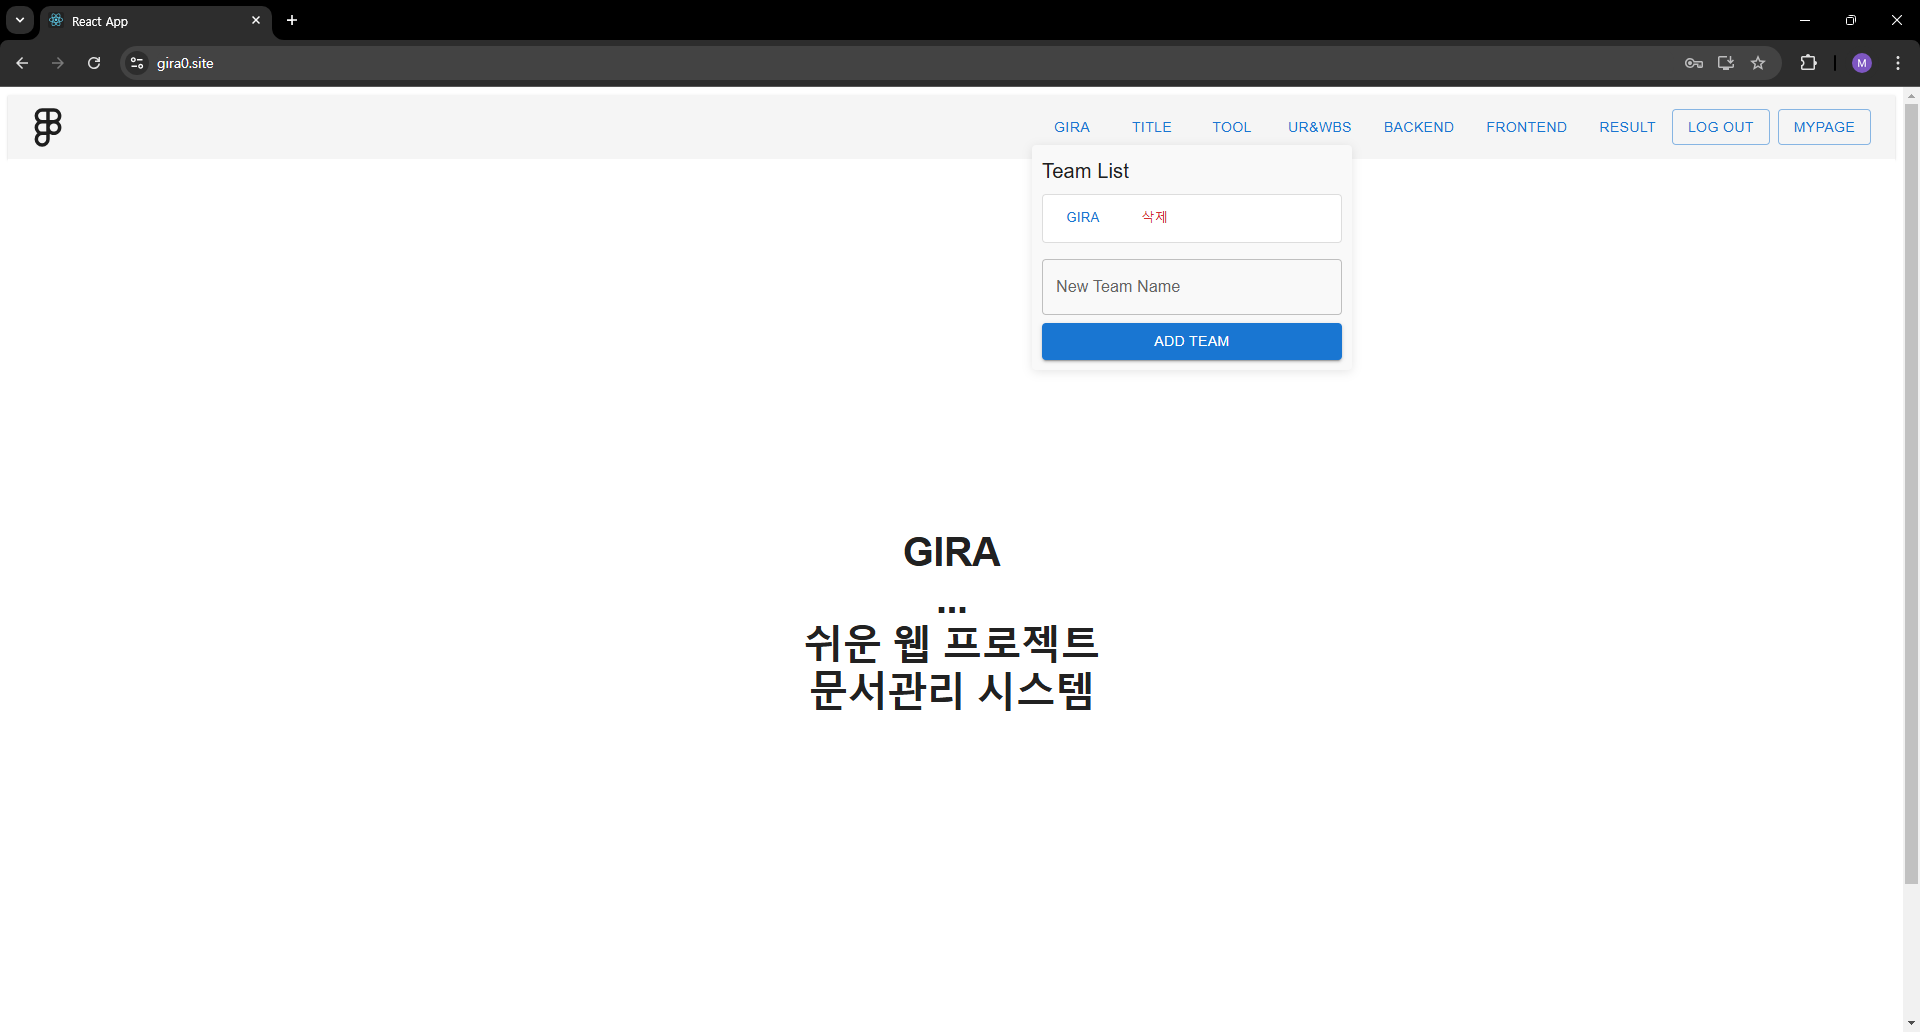 React App
gira0.site
M
GIRA TITLE TOOL UR&WBS BACKEND FRONTEND RESULT LOG OUT MYPAGE
Team List
GIRA 삭제
New Team Name
ADD TEAM
GIRA
...
쉬운 웹 프로젝트
문서관리 시스템